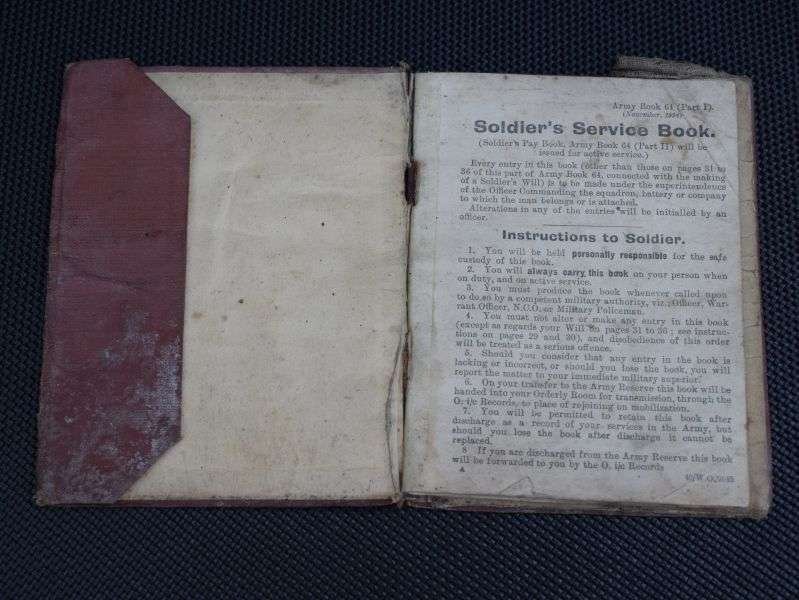 Army Book 64 (Part I).
(November,
Soldier's Service Book.
(Soldier's Pay Book, Army Book 64 (Part II) will be
issued for active service.)
Every entry in this book (other than those on pages 31 to
36 of this part of Army Book 64, connected with the making
of a Soldier's Will) is to be made under the superintendence
of the Officer Commanding the squadron, battery or company
to which the man belongs or is attached.
Alterations in any of the entries will be initialled by an
officer.
Instructions to Soldier.
1. You will be held personally responsible for the safe
custody of this book.
2. You will always carry this book on your person when
on duty, and on active service.
3. You must produce the book whenever called upon
to do so by a competent military authority, viz., Officer, War-
rant Officer, N.C.O. or Military Policeman.
4. You must not alter or make any entry in this book
(except as regards your Will on pages 31 to 36; see instruc-
tions on pages 29 and 30), and disobedience of this order
will be treated as a serious offence.
5. Should you consider that any entry in the book is
lacking or incorrect, or should you lose the book, you will
report the matter to your immediate military superior.
6. On your transfer to the Army Reserve this book will be
handed into your Orderly Room for transmission, through the
O. i/c Records, to place of rejoining on mobilization.
7. You will be permitted to retain this book after
discharge as a record of your services in the Army, but
should you lose the book after discharge it cannot be
replaced.
8 If you are discharged from the Army Reserve this book
will be forwarded to you by the O. i/c Records
A